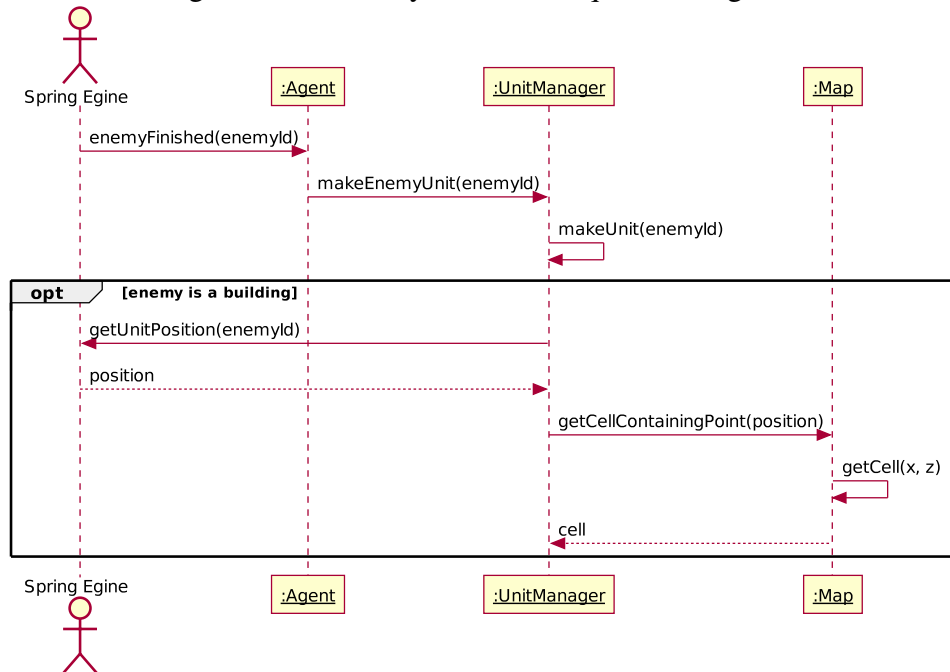 Spring Egine
:Agent
:UnitManager
:Map
enemyFinished(enemyId)
makeEnemyUnit(enemyId)
makeUnit(enemyId)
opt [enemy is a building]
getUnitPosition(enemyId)
position
getCellContainingPoint(position)
getCell(x, z)
cell
Spring Egine
:Agent
:UnitManager
:Map